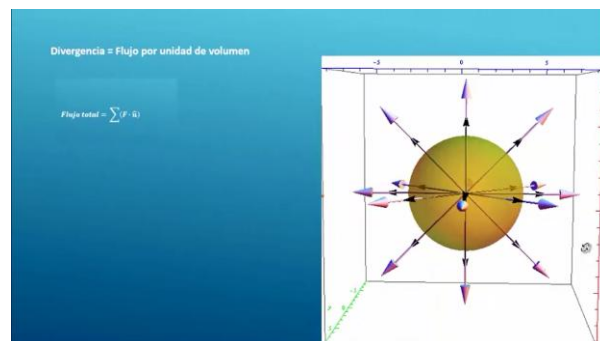 Divergencia = Flujo por unidad de volumen
Flujo total = ∑(F · n̂)
-5 0 5